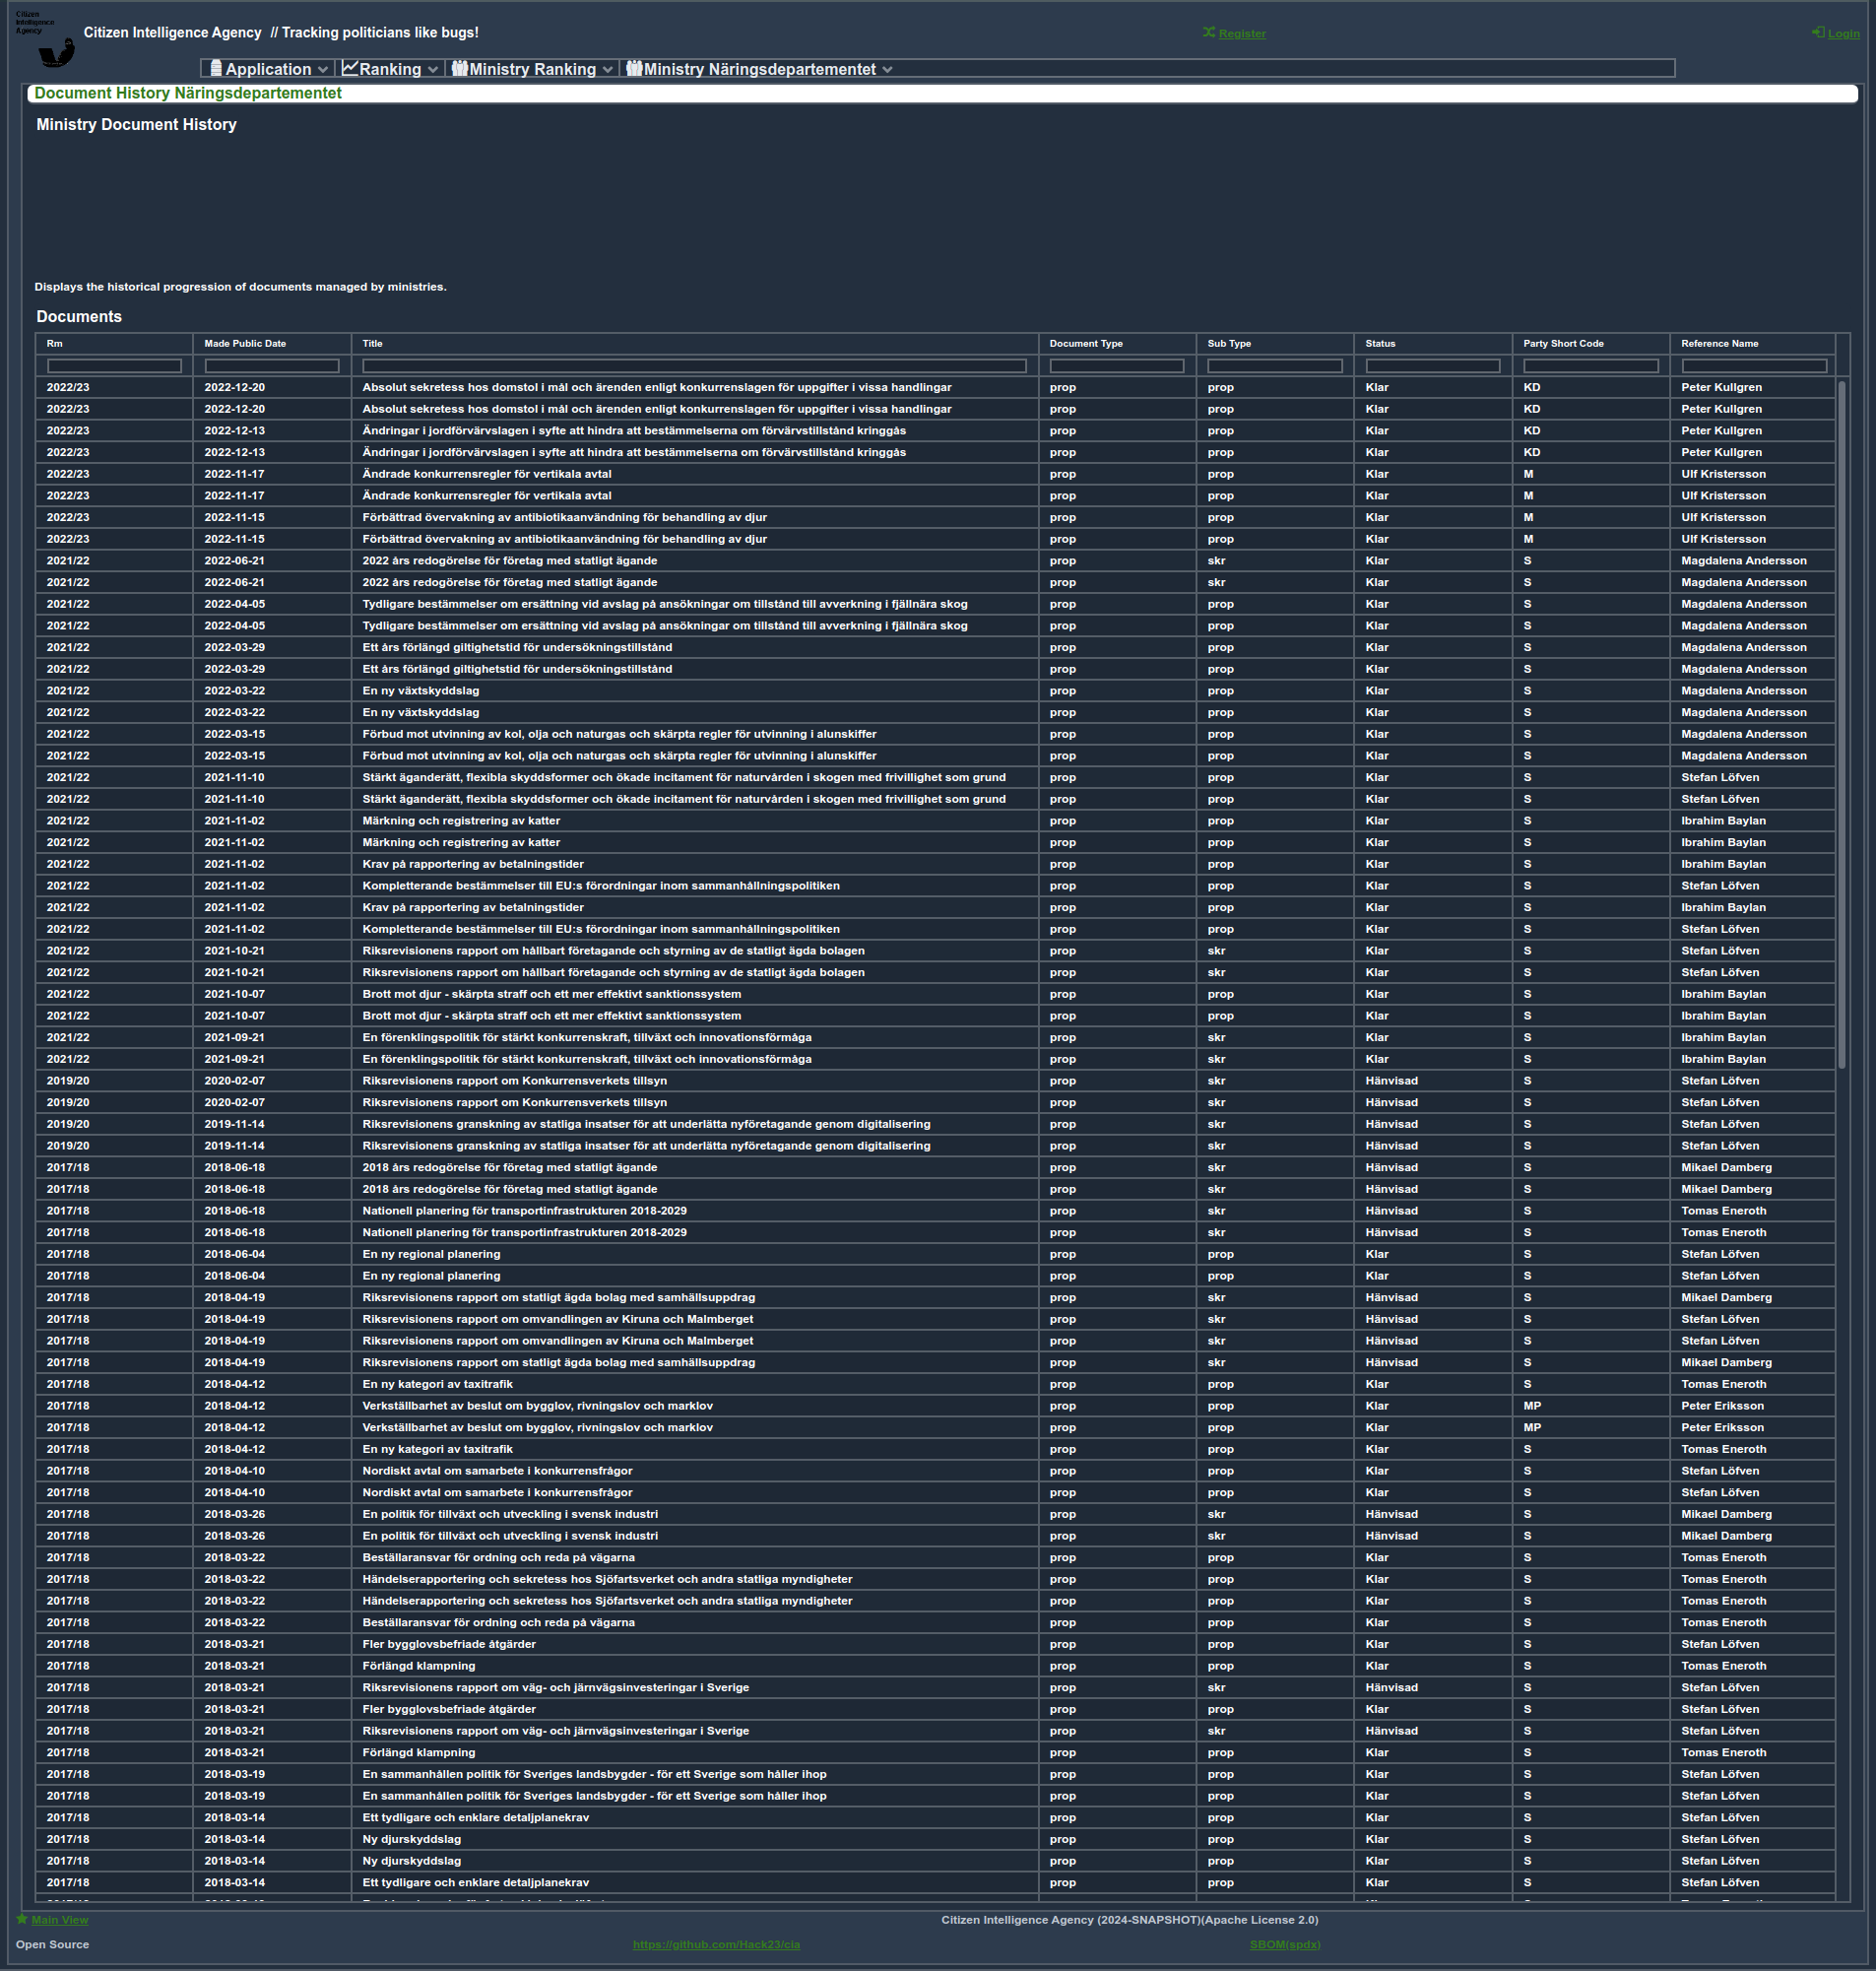 Citizen
Intelligence
Agency
Citizen Intelligence Agency // Tracking politicians like bugs!
Register
Login
Application Ranking Ministry Ranking Ministry Näringsdepartementet
Document History Näringsdepartementet
Ministry Document History
Displays the historical progression of documents managed by ministries.
Documents
Rm Made Public Date Title Document Type Sub Type Status Party Short Code Reference Name
2022/23 2022-12-20 Absolut sekretess hos domstol i mål och ärenden enligt konkurrenslagen för uppgifter i vissa handlingar prop prop Klar KD Peter Kullgren
2022/23 2022-12-20 Absolut sekretess hos domstol i mål och ärenden enligt konkurrenslagen för uppgifter i vissa handlingar prop prop Klar KD Peter Kullgren
2022/23 2022-12-13 Ändringar i jordförvärvslagen i syfte att hindra att bestämmelserna om förvärvstillstånd kringgås prop prop Klar KD Peter Kullgren
2022/23 2022-12-13 Ändringar i jordförvärvslagen i syfte att hindra att bestämmelserna om förvärvstillstånd kringgås prop prop Klar KD Peter Kullgren
2022/23 2022-11-17 Ändrade konkurrensregler för vertikala avtal prop prop Klar M Ulf Kristersson
2022/23 2022-11-17 Ändrade konkurrensregler för vertikala avtal prop prop Klar M Ulf Kristersson
2022/23 2022-11-15 Förbättrad övervakning av antibiotikaanvändning för behandling av djur prop prop Klar M Ulf Kristersson
2022/23 2022-11-15 Förbättrad övervakning av antibiotikaanvändning för behandling av djur prop prop Klar M Ulf Kristersson
2021/22 2022-06-21 2022 års redogörelse för företag med statligt ägande prop skr Klar S Magdalena Andersson
2021/22 2022-06-21 2022 års redogörelse för företag med statligt ägande prop skr Klar S Magdalena Andersson
2021/22 2022-04-05 Tydligare bestämmelser om ersättning vid avslag på ansökningar om tillstånd till avverkning i fjällnära skog prop prop Klar S Magdalena Andersson
2021/22 2022-04-05 Tydligare bestämmelser om ersättning vid avslag på ansökningar om tillstånd till avverkning i fjällnära skog prop prop Klar S Magdalena Andersson
2021/22 2022-03-29 Ett års förlängd giltighetstid för undersökningstillstånd prop prop Klar S Magdalena Andersson
2021/22 2022-03-29 Ett års förlängd giltighetstid för undersökningstillstånd prop prop Klar S Magdalena Andersson
2021/22 2022-03-22 En ny växtskyddslag prop prop Klar S Magdalena Andersson
2021/22 2022-03-22 En ny växtskyddslag prop prop Klar S Magdalena Andersson
2021/22 2022-03-15 Förbud mot utvinning av kol, olja och naturgas och skärpta regler för utvinning i alunskiffer prop prop Klar S Magdalena Andersson
2021/22 2022-03-15 Förbud mot utvinning av kol, olja och naturgas och skärpta regler för utvinning i alunskiffer prop prop Klar S Magdalena Andersson
2021/22 2021-11-10 Stärkt äganderätt, flexibla skyddsformer och ökade incitament för naturvården i skogen med frivillighet som grund prop prop Klar S Stefan Löfven
2021/22 2021-11-10 Stärkt äganderätt, flexibla skyddsformer och ökade incitament för naturvården i skogen med frivillighet som grund prop prop Klar S Stefan Löfven
2021/22 2021-11-02 Märkning och registrering av katter prop prop Klar S Ibrahim Baylan
2021/22 2021-11-02 Märkning och registrering av katter prop prop Klar S Ibrahim Baylan
2021/22 2021-11-02 Krav på rapportering av betalningstider prop prop Klar S Ibrahim Baylan
2021/22 2021-11-02 Kompletterande bestämmelser till EU:s förordningar inom sammanhållningspolitiken prop prop Klar S Stefan Löfven
2021/22 2021-11-02 Krav på rapportering av betalningstider prop prop Klar S Ibrahim Baylan
2021/22 2021-11-02 Kompletterande bestämmelser till EU:s förordningar inom sammanhållningspolitiken prop prop Klar S Stefan Löfven
2021/22 2021-10-21 Riksrevisionens rapport om hållbart företagande och styrning av de statligt ägda bolagen prop skr Klar S Stefan Löfven
2021/22 2021-10-21 Riksrevisionens rapport om hållbart företagande och styrning av de statligt ägda bolagen prop skr Klar S Stefan Löfven
2021/22 2021-10-07 Brott mot djur - skärpta straff och ett mer effektivt sanktionssystem prop prop Klar S Ibrahim Baylan
2021/22 2021-10-07 Brott mot djur - skärpta straff och ett mer effektivt sanktionssystem prop prop Klar S Ibrahim Baylan
2021/22 2021-09-21 En förenklingspolitik för stärkt konkurrenskraft, tillväxt och innovationsförmåga prop skr Klar S Ibrahim Baylan
2021/22 2021-09-21 En förenklingspolitik för stärkt konkurrenskraft, tillväxt och innovationsförmåga prop skr Klar S Ibrahim Baylan
2019/20 2020-02-07 Riksrevisionens rapport om Konkurrensverkets tillsyn prop skr Hänvisad S Stefan Löfven
2019/20 2020-02-07 Riksrevisionens rapport om Konkurrensverkets tillsyn prop skr Hänvisad S Stefan Löfven
2019/20 2019-11-14 Riksrevisionens granskning av statliga insatser för att underlätta nyföretagande genom digitalisering prop skr Hänvisad S Stefan Löfven
2019/20 2019-11-14 Riksrevisionens granskning av statliga insatser för att underlätta nyföretagande genom digitalisering prop skr Hänvisad S Stefan Löfven
2017/18 2018-06-18 2018 års redogörelse för företag med statligt ägande prop skr Hänvisad S Mikael Damberg
2017/18 2018-06-18 2018 års redogörelse för företag med statligt ägande prop skr Hänvisad S Mikael Damberg
2017/18 2018-06-18 Nationell planering för transportinfrastrukturen 2018-2029 prop skr Hänvisad S Tomas Eneroth
2017/18 2018-06-18 Nationell planering för transportinfrastrukturen 2018-2029 prop skr Hänvisad S Tomas Eneroth
2017/18 2018-06-04 En ny regional planering prop prop Klar S Stefan Löfven
2017/18 2018-06-04 En ny regional planering prop prop Klar S Stefan Löfven
2017/18 2018-04-19 Riksrevisionens rapport om statligt ägda bolag med samhällsuppdrag prop skr Hänvisad S Mikael Damberg
2017/18 2018-04-19 Riksrevisionens rapport om omvandlingen av Kiruna och Malmberget prop skr Hänvisad S Stefan Löfven
2017/18 2018-04-19 Riksrevisionens rapport om omvandlingen av Kiruna och Malmberget prop skr Hänvisad S Stefan Löfven
2017/18 2018-04-19 Riksrevisionens rapport om statligt ägda bolag med samhällsuppdrag prop skr Hänvisad S Mikael Damberg
2017/18 2018-04-12 En ny kategori av taxitrafik prop prop Klar S Tomas Eneroth
2017/18 2018-04-12 Verkställbarhet av beslut om bygglov, rivningslov och marklov prop prop Klar MP Peter Eriksson
2017/18 2018-04-12 Verkställbarhet av beslut om bygglov, rivningslov och marklov prop prop Klar MP Peter Eriksson
2017/18 2018-04-12 En ny kategori av taxitrafik prop prop Klar S Tomas Eneroth
2017/18 2018-04-10 Nordiskt avtal om samarbete i konkurrensfrågor prop prop Klar S Stefan Löfven
2017/18 2018-04-10 Nordiskt avtal om samarbete i konkurrensfrågor prop prop Klar S Stefan Löfven
2017/18 2018-03-26 En politik för tillväxt och utveckling i svensk industri prop skr Hänvisad S Mikael Damberg
2017/18 2018-03-26 En politik för tillväxt och utveckling i svensk industri prop skr Hänvisad S Mikael Damberg
2017/18 2018-03-22 Beställaransvar för ordning och reda på vägarna prop prop Klar S Tomas Eneroth
2017/18 2018-03-22 Händelserapportering och sekretess hos Sjöfartsverket och andra statliga myndigheter prop prop Klar S Tomas Eneroth
2017/18 2018-03-22 Händelserapportering och sekretess hos Sjöfartsverket och andra statliga myndigheter prop prop Klar S Tomas Eneroth
2017/18 2018-03-22 Beställaransvar för ordning och reda på vägarna prop prop Klar S Tomas Eneroth
2017/18 2018-03-21 Fler bygglovsbefriade åtgärder prop prop Klar S Stefan Löfven
2017/18 2018-03-21 Förlängd klampning prop prop Klar S Tomas Eneroth
2017/18 2018-03-21 Riksrevisionens rapport om väg- och järnvägsinvesteringar i Sverige prop skr Hänvisad S Stefan Löfven
2017/18 2018-03-21 Fler bygglovsbefriade åtgärder prop prop Klar S Stefan Löfven
2017/18 2018-03-21 Riksrevisionens rapport om väg- och järnvägsinvesteringar i Sverige prop skr Hänvisad S Stefan Löfven
2017/18 2018-03-21 Förlängd klampning prop prop Klar S Tomas Eneroth
2017/18 2018-03-19 En sammanhållen politik för Sveriges landsbygder - för ett Sverige som håller ihop prop prop Klar S Stefan Löfven
2017/18 2018-03-19 En sammanhållen politik för Sveriges landsbygder - för ett Sverige som håller ihop prop prop Klar S Stefan Löfven
2017/18 2018-03-14 Ett tydligare och enklare detaljplanekrav prop prop Klar S Stefan Löfven
2017/18 2018-03-14 Ny djurskyddslag prop prop Klar S Stefan Löfven
2017/18 2018-03-14 Ny djurskyddslag prop prop Klar S Stefan Löfven
2017/18 2018-03-14 Ett tydligare och enklare detaljplanekrav prop prop Klar S Stefan Löfven
Main View
Citizen Intelligence Agency (2024-SNAPSHOT)(Apache License 2.0)
Open Source
https://github.com/Hack23/cia
SBOM(spdx)